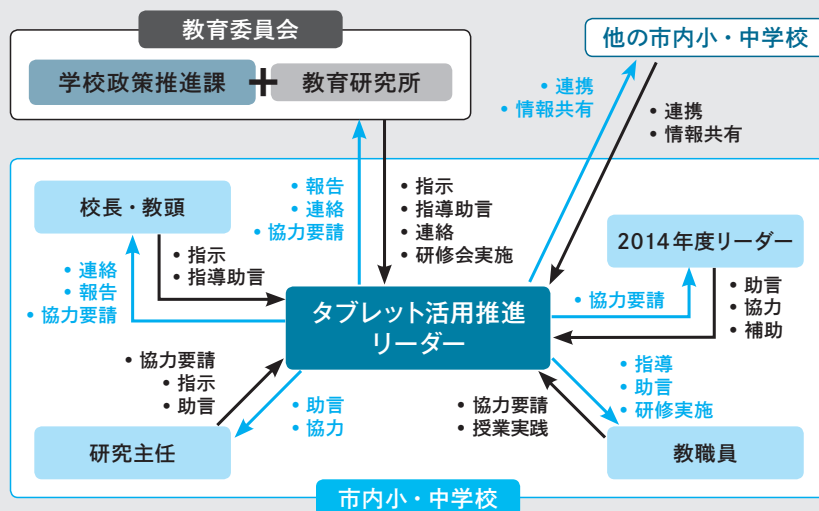 教育委員会
学校政策推進課
+
教育研究所
他の市内小・中学校
• 連携
• 情報共有
• 連携
• 情報共有
• 報告
• 連絡
• 協力要請
• 指示
• 指導助言
• 連絡
• 研修会実施
校長・教頭
• 指示
• 指導助言
• 連絡
• 報告
• 協力要請
2014年度リーダー
• 協力要請
• 助言
• 協力
• 補助
タブレット活用推進
リーダー
• 協力要請
• 指示
• 助言
• 助言
• 協力
• 協力要請
• 授業実践
• 指導
• 助言
• 研修実施
研究主任
教職員
市内小・中学校